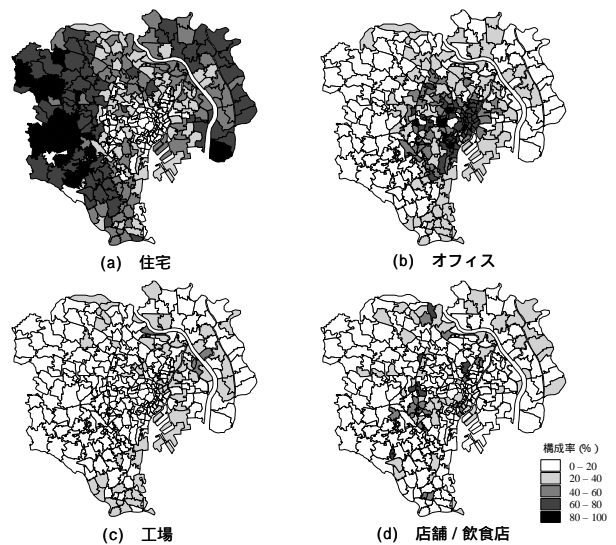 (a) 住宅
(b) オフィス
(c) 工場
(d) 店舗 / 飲食店
構成率 (%)
0 – 20
20 – 40
40 – 60
60 – 80
80 – 100